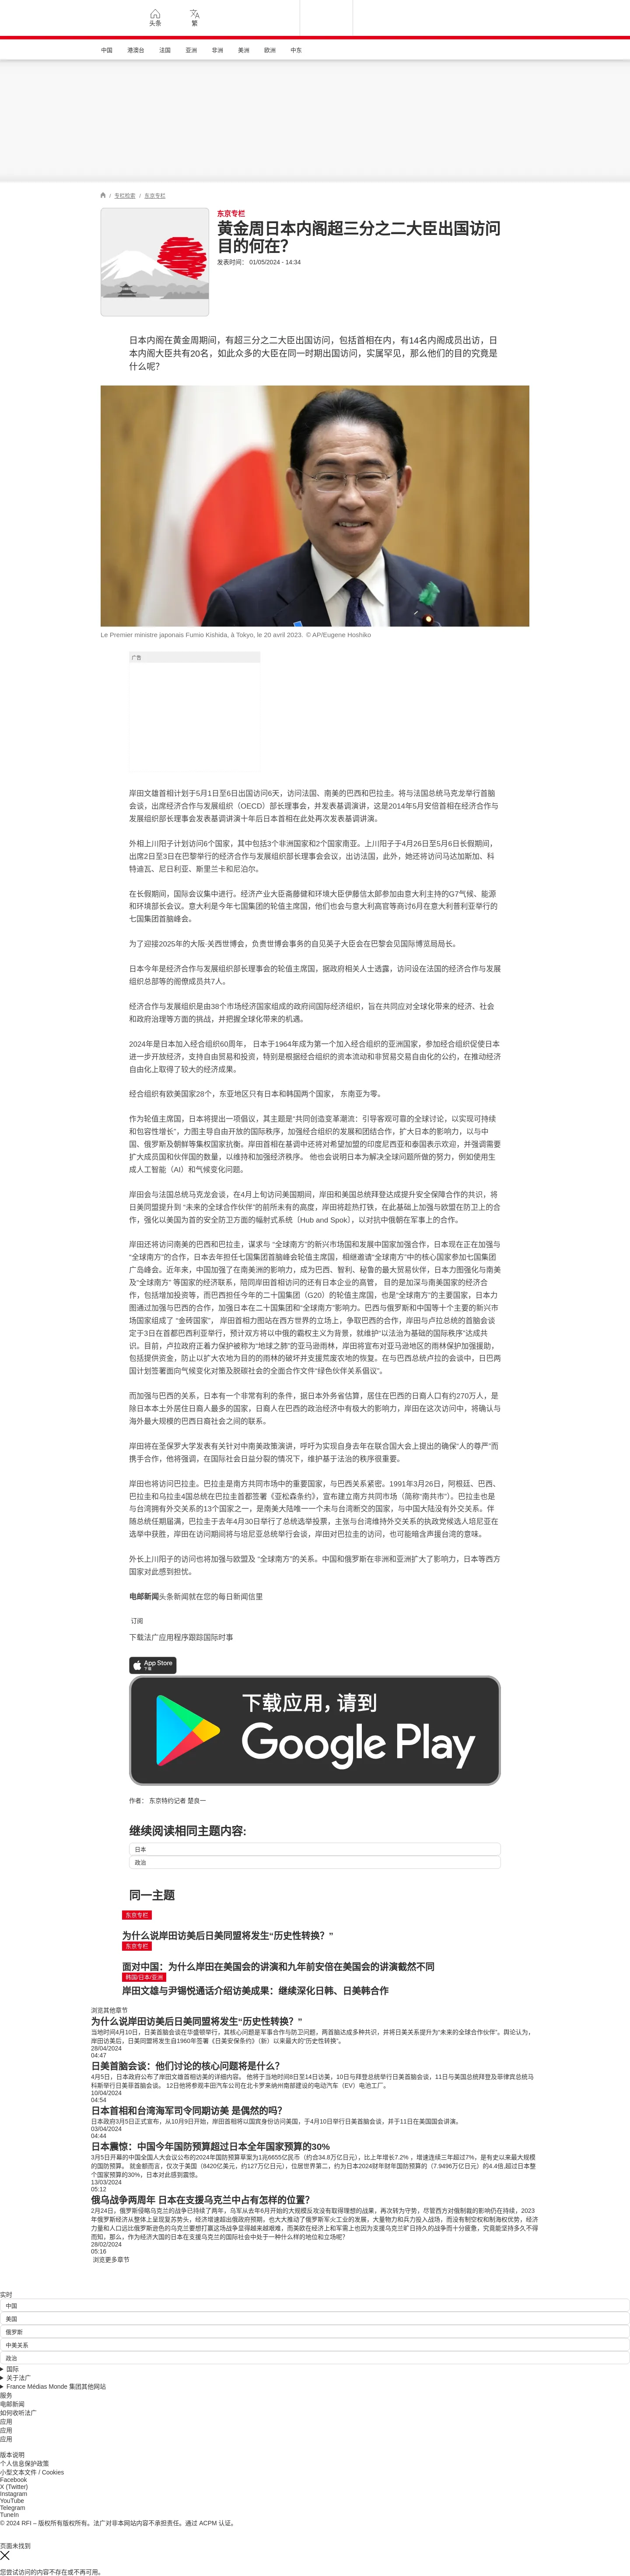 头条
繁
中国 港澳台 法国 亚洲 非洲 美洲 欧洲 中东
/ 专栏检索 / 东京专栏
东京专栏
黄金周日本内阁超三分之二大臣出国访问
目的何在？
发表时间： 01/05/2024 - 14:34
日本内阁在黄金周期间，有超三分之二大臣出国访问，包括首相在内，有14名内阁成员出访，日
本内阁大臣共有20名，如此众多的大臣在同一时期出国访问，实属罕见，那么他们的目的究竟是
什么呢？
Le Premier ministre japonais Fumio Kishida, à Tokyo, le 20 avril 2023. © AP/Eugene Hoshiko
广告
岸田文雄首相计划于5月1日至6日出国访问6天，访问法国、南美的巴西和巴拉圭。将与法国总统马克龙举行首脑
会谈，出席经济合作与发展组织（OECD）部长理事会，并发表基调演讲，这是2014年5月安倍首相在经济合作与
发展组织部长理事会发表基调讲演十年后日本首相在此处再次发表基调讲演。
外相上川阳子计划访问6个国家，其中包括3个非洲国家和2个国家南亚。上川阳子于4月26日至5月6日长假期间，
出席2日至3日在巴黎举行的经济合作与发展组织部长理事会会议，出访法国，此外，她还将访问马达加斯加、科
特迪瓦、尼日利亚、斯里兰卡和尼泊尔。
在长假期间，国际会议集中进行。经济产业大臣斋藤健和环境大臣伊藤信太郎参加由意大利主持的G7气候、能源
和环境部长会议。意大利是今年七国集团的轮值主席国，他们也会与意大利高官等商讨6月在意大利普利亚举行的
七国集团首脑峰会。
为了迎接2025年的大阪·关西世博会，负责世博会事务的自见英子大臣会在巴黎会见国际博览局局长。
日本今年是经济合作与发展组织部长理事会的轮值主席国，据政府相关人士透露，访问设在法国的经济合作与发展
组织总部等的阁僚成员共7人。
经济合作与发展组织是由38个市场经济国家组成的政府间国际经济组织，旨在共同应对全球化带来的经济、社会
和政府治理等方面的挑战，并把握全球化带来的机遇。
2024年是日本加入经合组织60周年， 日本于1964年成为第一个加入经合组织的亚洲国家，参加经合组织促使日本
进一步开放经济，支持自由贸易和投资，特别是根据经合组织的资本流动和非贸易交易自由化的公约，在推动经济
自由化上取得了较大的经济成果。
经合组织有欧美国家28个，东亚地区只有日本和韩国两个国家， 东南亚为零。
作为轮值主席国，日本将提出一项倡议，其主题是“共同创造变革潮流：引导客观可靠的全球讨论，以实现可持续
和包容性增长”，力图主导自由开放的国际秩序，加强经合组织的发展和团结合作，扩大日本的影响力，以与中
国、俄罗斯及朝鲜等集权国家抗衡。岸田首相在基调中还将对希望加盟的印度尼西亚和泰国表示欢迎，并强调需要
扩大成员国和伙伴国的数量，以维持和加强经济秩序。 他也会说明日本为解决全球问题所做的努力，例如使用生
成人工智能（AI）和气候变化问题。
岸田会与法国总统马克龙会谈，在4月上旬访问美国期间，岸田和美国总统拜登达成提升安全保障合作的共识，将
日美同盟提升到 “未来的全球合作伙伴”的前所未有的高度，岸田将趁热打铁，在此基础上加强与欧盟在防卫上的合
作，强化以美国为首的安全防卫方面的幅射式系统（Hub and Spok），以对抗中俄朝在军事上的合作。
岸田还将访问南美的巴西和巴拉圭，谋求与 “全球南方”的新兴市场国和发展中国家加强合作，日本现在正在加强与
“全球南方”的合作，日本去年担任七国集团首脑峰会轮值主席国，相继邀请“全球南方”中的核心国家参加七国集团
广岛峰会。近年来，中国加强了在南美洲的影响力，成为巴西、智利、秘鲁的最大贸易伙伴，日本力图强化与南美
及“全球南方” 等国家的经济联系，陪同岸田首相访问的还有日本企业的高管， 目的是加深与南美国家的经济合
作，包括增加投资等，而巴西担任今年的二十国集团（G20）的轮值主席国，也是“全球南方”的主要国家，日本力
图通过加强与巴西的合作，加强日本在二十国集团和“全球南方”影响力。巴西与俄罗斯和中国等十个主要的新兴市
场国家组成了 “金砖国家”， 岸田首相力图站在西方世界的立场上，争取巴西的合作，岸田与卢拉总统的首脑会谈
定于3日在首都巴西利亚举行，预计双方将以中俄的霸权主义为背景，就维护“以法治为基础的国际秩序”达成共
识。目前，卢拉政府正着力保护被称为“地球之肺”的亚马逊雨林，岸田将宣布对亚马逊地区的雨林保护加强援助，
包括提供资金，防止以扩大农地为目的的雨林的破坏并支援荒废农地的恢复。在与巴西总统卢拉的会谈中，日巴两
国计划签署面向气候变化对策及脱碳社会的全面合作文件“绿色伙伴关系倡议”。
而加强与巴西的关系，日本有一个非常有利的条件，据日本外务省估算，居住在巴西的日裔人口有约270万人，是
除日本本土外居住日裔人最多的国家，日裔人在巴西的政治经济中有极大的影响力，岸田在这次访问中，将确认与
海外最大规模的巴西日裔社会之间的联系。
岸田将在圣保罗大学发表有关针对中南美政策演讲，呼吁为实现自身去年在联合国大会上提出的确保“人的尊严”而
携手合作，他将强调，在国际社会日益分裂的情况下，维护基于法治的秩序很重要。
岸田也将访问巴拉圭。巴拉圭是南方共同市场中的重要国家，与巴西关系紧密。1991年3月26日，阿根廷、巴西、
巴拉圭和乌拉圭4国总统在巴拉圭首都签署《亚松森条约》，宣布建立南方共同市场（简称“南共市”）。巴拉圭也是
与台湾拥有外交关系的13个国家之一，是南美大陆唯一一个未与台湾断交的国家，与中国大陆没有外交关系。伴
随总统任期届满，巴拉圭于去年4月30日举行了总统选举投票，主张与台湾维持外交关系的执政党候选人培尼亚在
选举中获胜，岸田在访问期间将与培尼亚总统举行会谈，岸田对巴拉圭的访问，也可能暗含声援台湾的意味。
外长上川阳子的访问也将加强与欧盟及 “全球南方”的关系。中国和俄罗斯在非洲和亚洲扩大了影响力，日本等西方
国家对此感到担忧。
电邮新闻头条新闻就在您的每日新闻信里
订阅
下载法广应用程序跟踪国际时事
App Store
下载
下载应用，请到
Google Play
作者： 东京特约记者 楚良一
继续阅读相同主题内容:
日本
政治
同一主题
东京专栏
为什么说岸田访美后日美同盟将发生“历史性转换？”
东京专栏
面对中国：为什么岸田在美国会的讲演和九年前安倍在美国会的讲演截然不同
韩国/日本/亚洲
岸田文雄与尹锡悦通话介绍访美成果：继续深化日韩、日美韩合作
浏览其他章节
为什么说岸田访美后日美同盟将发生“历史性转换？”
当地时间4月10日，日美首脑会谈在华盛顿举行，其核心问题是军事合作与防卫问题，两首脑达成多种共识，并将日美关系提升为“未来的全球合作伙伴”。舆论认为，
岸田访美后，日美同盟将发生自1960年签署《日美安保条约》（新）以来最大的“历史性转换”。
28/04/2024
04:47
日美首脑会谈：他们讨论的核心问题将是什么？
4月5日，日本政府公布了岸田文雄首相访美的详细内容。 他将于当地时间8日至14日访美，10日与拜登总统举行日美首脑会谈，11日与美国总统拜登及菲律宾总统马
科斯举行日美菲首脑会谈。 12日他将参观丰田汽车公司在北卡罗来纳州南部建设的电动汽车（EV）电池工厂。
10/04/2024
04:54
日本首相和台湾海军司令同期访美 是偶然的吗？
日本政府3月5日正式宣布，从10月9日开始，岸田首相将以国宾身份访问美国，于4月10日举行日美首脑会谈，并于11日在美国国会讲演。
03/04/2024
04:44
日本震惊：中国今年国防预算超过日本全年国家预算的30%
3月5日开幕的中国全国人大会议公布的2024年国防预算草案为1兆6655亿民币（约合34.8万亿日元），比上年增长7.2% ，增速连续三年超过7%，是有史以来最大规模
的国防预算。 就金额而言，仅次于美国（8420亿美元，约127万亿日元），位居世界第二，约为日本2024财年财年国防预算的（7.9496万亿日元）的4.4倍,超过日本整
个国家预算的30%，日本对此感到震惊。
13/03/2024
05:12
俄乌战争两周年 日本在支援乌克兰中占有怎样的位置？
2月24日，俄罗斯侵略乌克兰的战争已持续了两年，乌军从去年6月开始的大规模反攻没有取得理想的战果，再次转为守势，尽管西方对俄制裁的影响仍在持续，2023
年俄罗斯经济从整体上呈现复苏势头，经济增速超出俄政府预期，也大大推动了俄罗斯军火工业的发展，大量物力和兵力投入战场，而没有制空权和制海权优势，经济
力量和人口远比俄罗斯逊色的乌克兰要想打赢这场战争显得越来越艰难，而美欧在经济上和军需上也因为支援乌克兰旷日持久的战争而十分疲惫，究竟能坚持多久不得
而知，那么，作为经济大国的日本在支援乌克兰的国际社会中处于一种什么样的地位和立场呢？
28/02/2024
05:16
浏览更多章节
实时
中国
美国
俄罗斯
中美关系
政治
国际
关于法广
France Médias Monde 集团其他网站
服务
电邮新闻
如何收听法广
应用
应用
应用
版本说明
个人信息保护政策
小型文本文件 / Cookies
Facebook
X (Twitter)
Instagram
YouTube
Telegram
TuneIn
© 2024 RFI – 版权所有版权所有。法广对非本网站内容不承担责任。通过 ACPM 认证。
页面未找到
您尝试访问的内容不存在或不再可用。